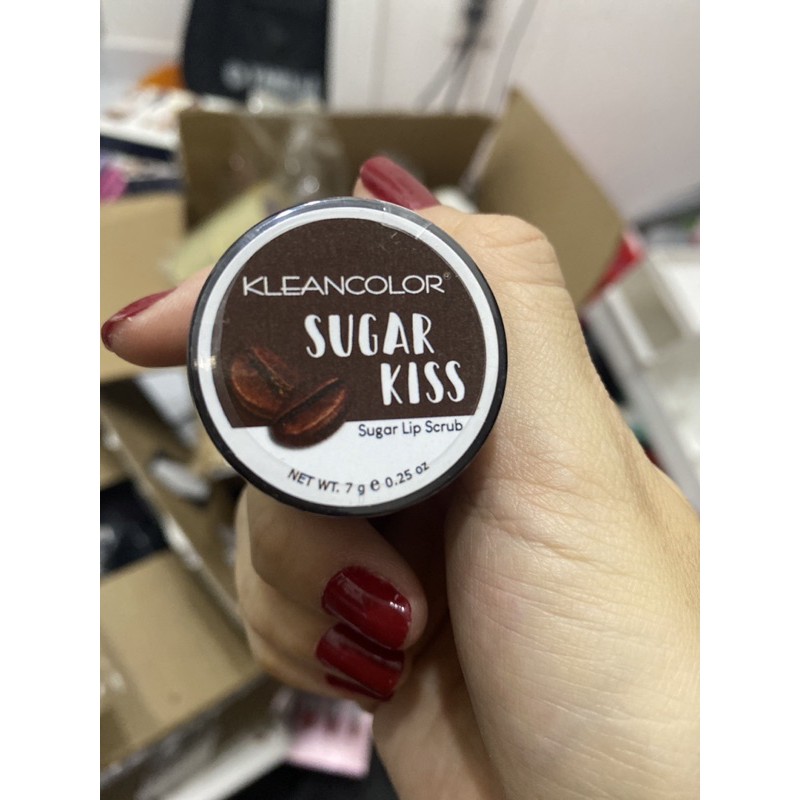 KLEANCOLOR®
SUGAR
KISS
Sugar Lip Scrub
NET WT. 7 g ℮ 0.25 oz